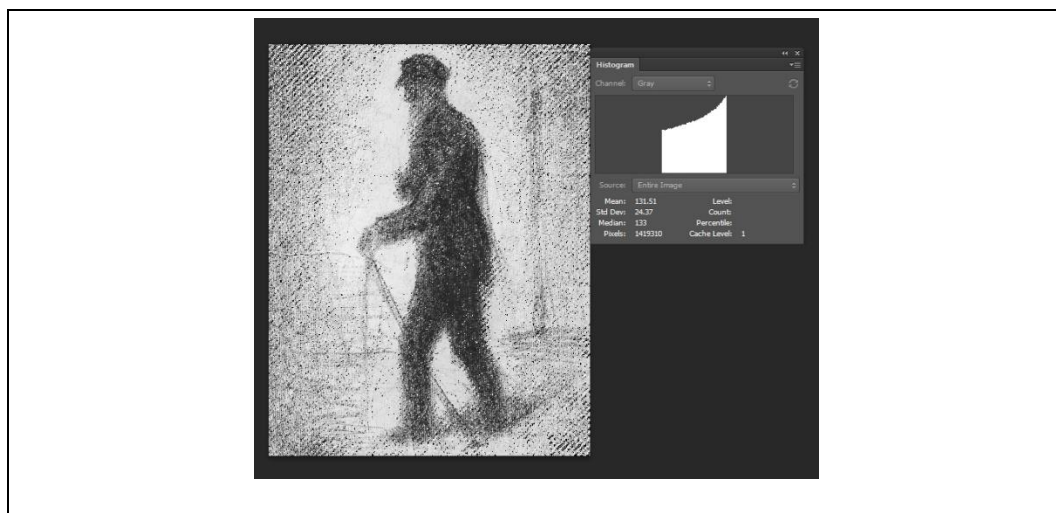 Histogram
Channel: Gray
Source: Entire Image
Mean: 131.51 Level:
Std Dev: 24.37 Count:
Median: 133 Percentile:
Pixels: 1419310 Cache Level: 1